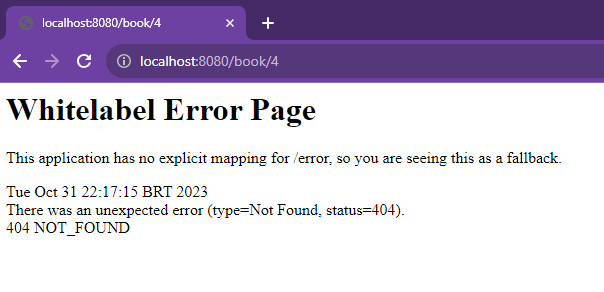 localhost:8080/book/4
localhost:8080/book/4
Whitelabel Error Page
This application has no explicit mapping for /error, so you are seeing this as a fallback.
Tue Oct 31 22:17:15 BRT 2023
There was an unexpected error (type=Not Found, status=404).
404 NOT_FOUND